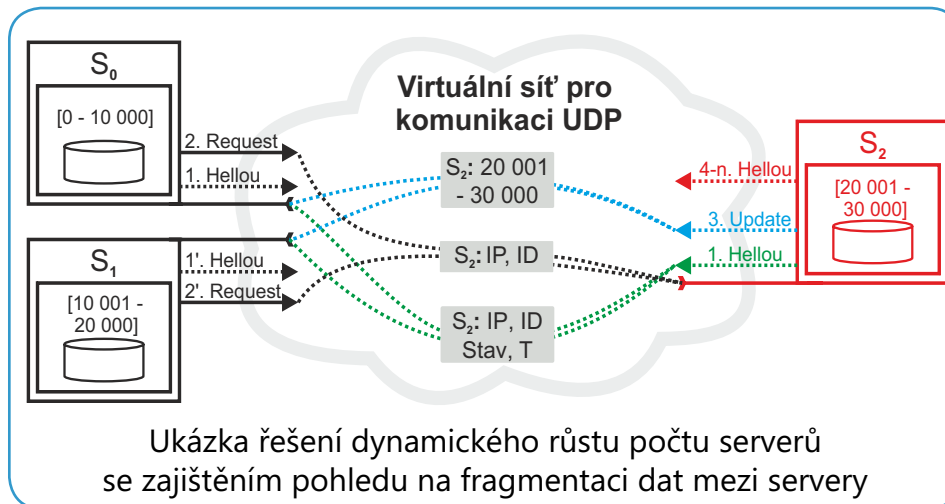 S0
[0 - 10 000]
2. Request
1. Hellou
S1
[10 001 -
20 000]
1'. Hellou
2'. Request
Virtuální síť pro
komunikaci UDP
S2: 20 001
- 30 000
S2: IP, ID
S2: IP, ID
Stav, T
4-n. Hellou
3. Update
1. Hellou
S2
[20 001 -
30 000]
Ukázka řešení dynamického růstu počtu serverů
se zajištěním pohledu na fragmentaci dat mezi servery